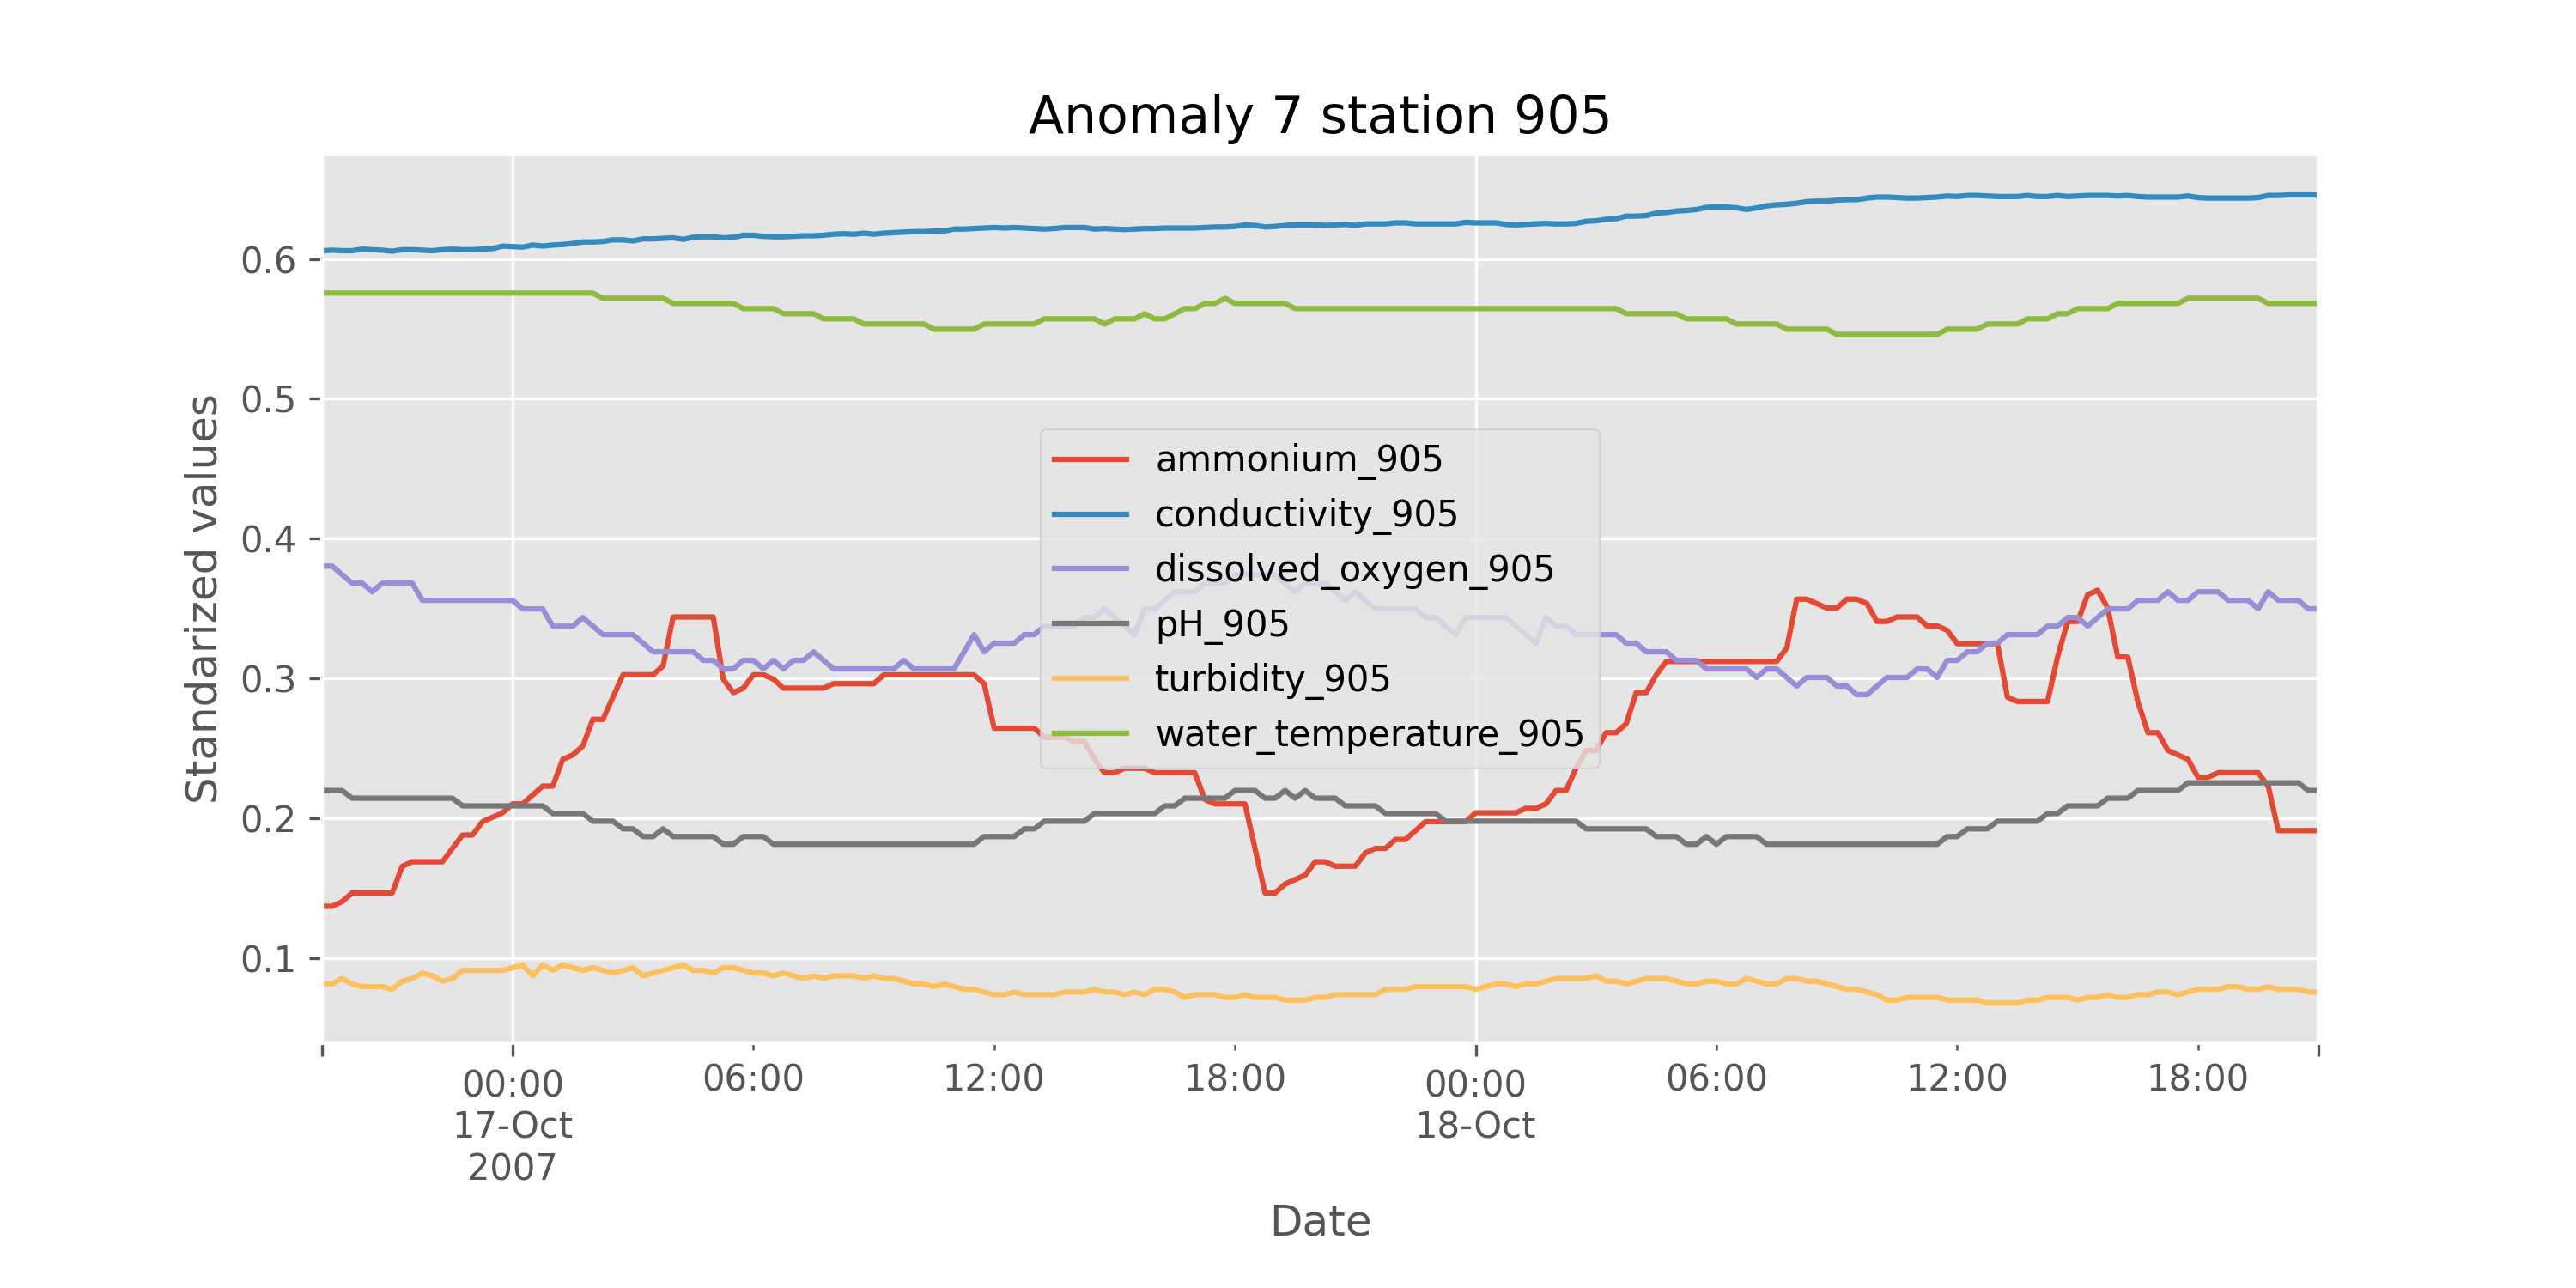 Anomaly 7 station 905
Standarized values
0.6
0.5
0.4
0.3
0.2
0.1
ammonium_905
conductivity_905
dissolved_oxygen_905
pH_905
turbidity_905
water_temperature_905
00:00
17-Oct
2007
06:00
12:00
18:00
00:00
18-Oct
06:00
12:00
18:00
Date